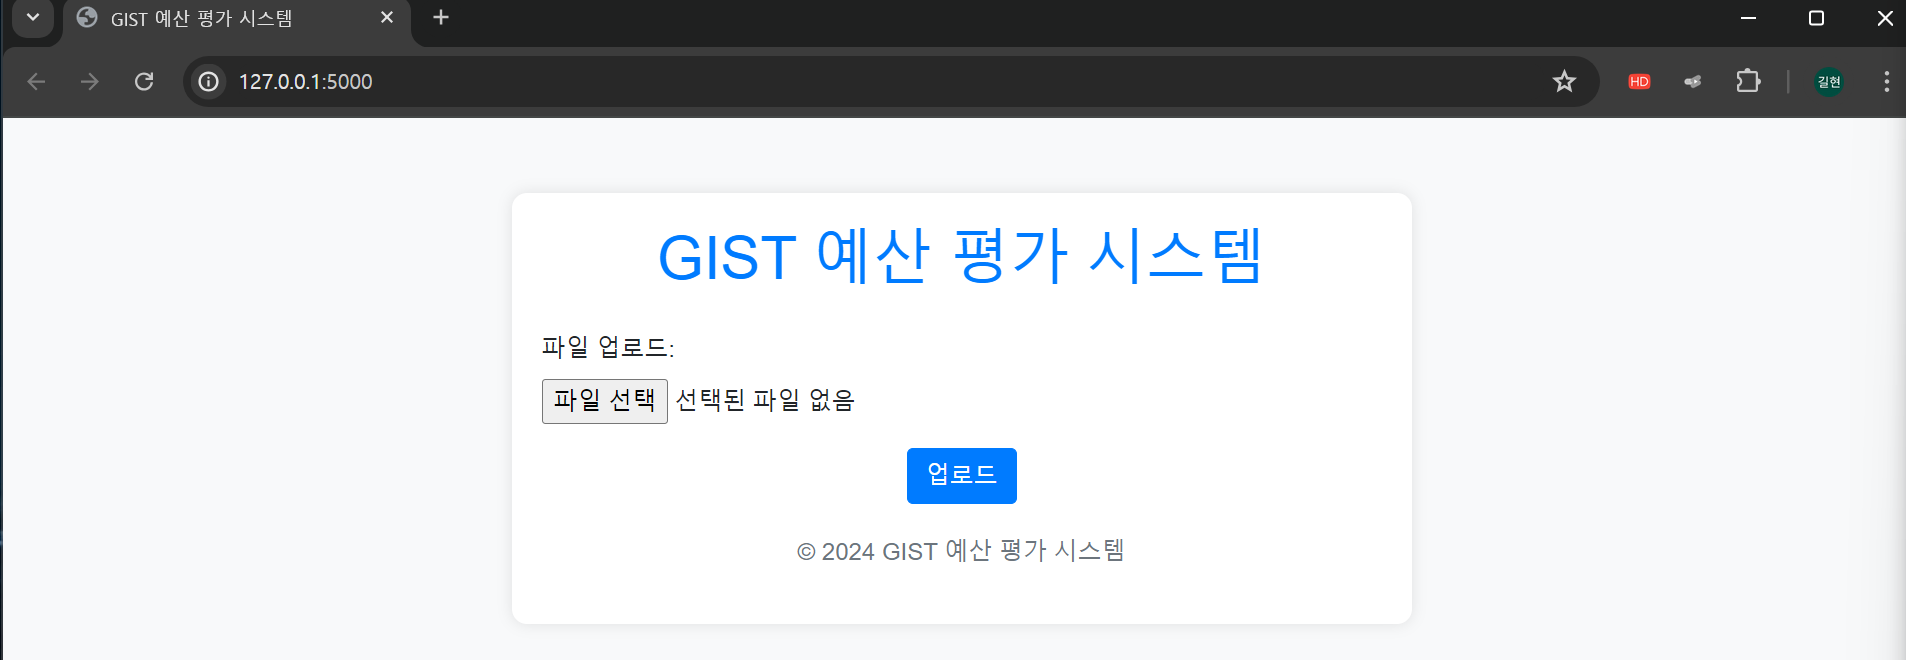 GIST 예산 평가 시스템
127.0.0.1:5000
HD
길현
GIST 예산 평가 시스템
파일 업로드:
파일 선택 선택된 파일 없음
업로드
© 2024 GIST 예산 평가 시스템